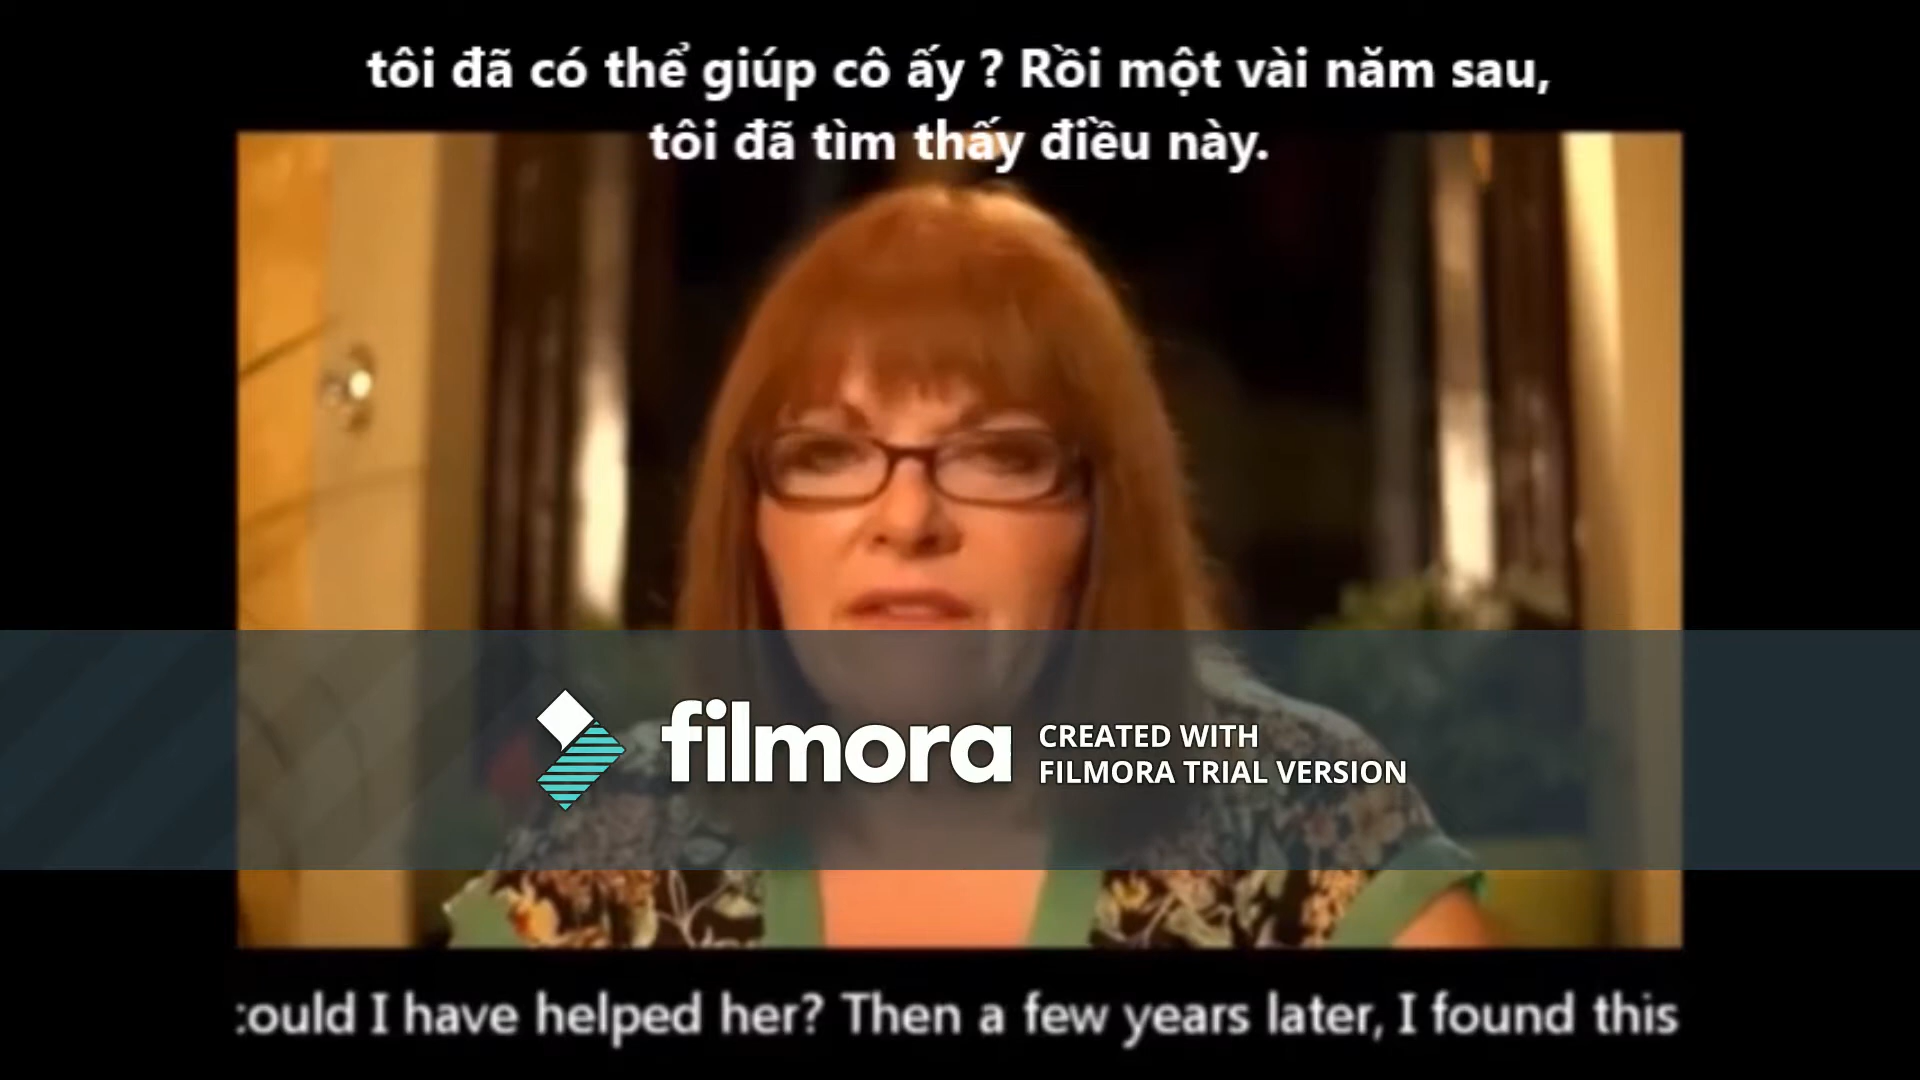 tôi đã có thể giúp cô ấy ? Rồi một vài năm sau,
tôi đã tìm thấy điều này.
filmora
CREATED WITH
FILMORA TRIAL VERSION
could I have helped her? Then a few years later, I found this